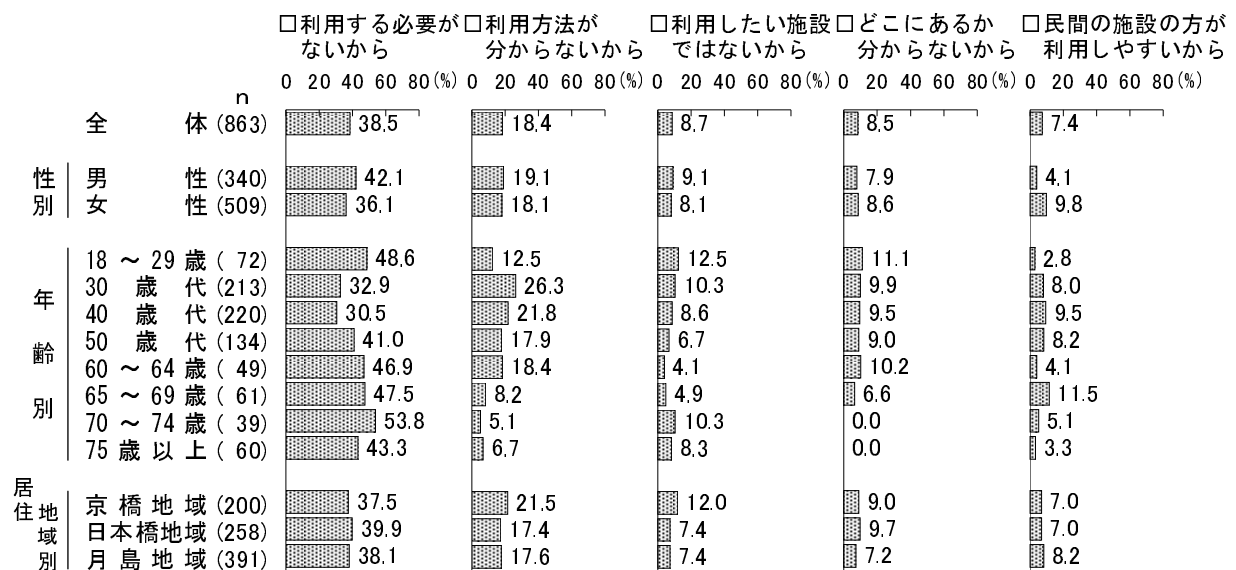 □利用する必要が □利用方法が □利用したい施設 □どこにあるか □民間の施設の方が
ないから 分からないから ではないから 分からないから 利用しやすいから
0 20 40 60 80(%) 0 20 40 60 80(%) 0 20 40 60 80(%) 0 20 40 60 80(%) 0 20 40 60 80(%)
n
全 体(863) 38.5 18.4 8.7 8.5 7.4
性別
男 性(340) 42.1 19.1 9.1 7.9 4.1
女 性(509) 36.1 18.1 8.1 8.6 9.8
年齢別
18 ～ 29 歳( 72) 48.6 12.5 12.5 11.1 2.8
30 歳 代(213) 32.9 26.3 10.3 9.9 8.0
40 歳 代(220) 30.5 21.8 8.6 9.5 9.5
50 歳 代(134) 41.0 17.9 6.7 9.0 8.2
60 ～ 64 歳( 49) 46.9 18.4 4.1 10.2 4.1
65 ～ 69 歳( 61) 47.5 8.2 4.9 6.6 11.5
70 ～ 74 歳( 39) 53.8 5.1 10.3 0.0 5.1
75 歳 以 上( 60) 43.3 6.7 8.3 0.0 3.3
居住地域別
京 橋 地 域(200) 37.5 21.5 12.0 9.0 7.0
日本橋地域(258) 39.9 17.4 7.4 9.7 7.0
月 島 地 域(391) 38.1 17.6 7.4 7.2 8.2